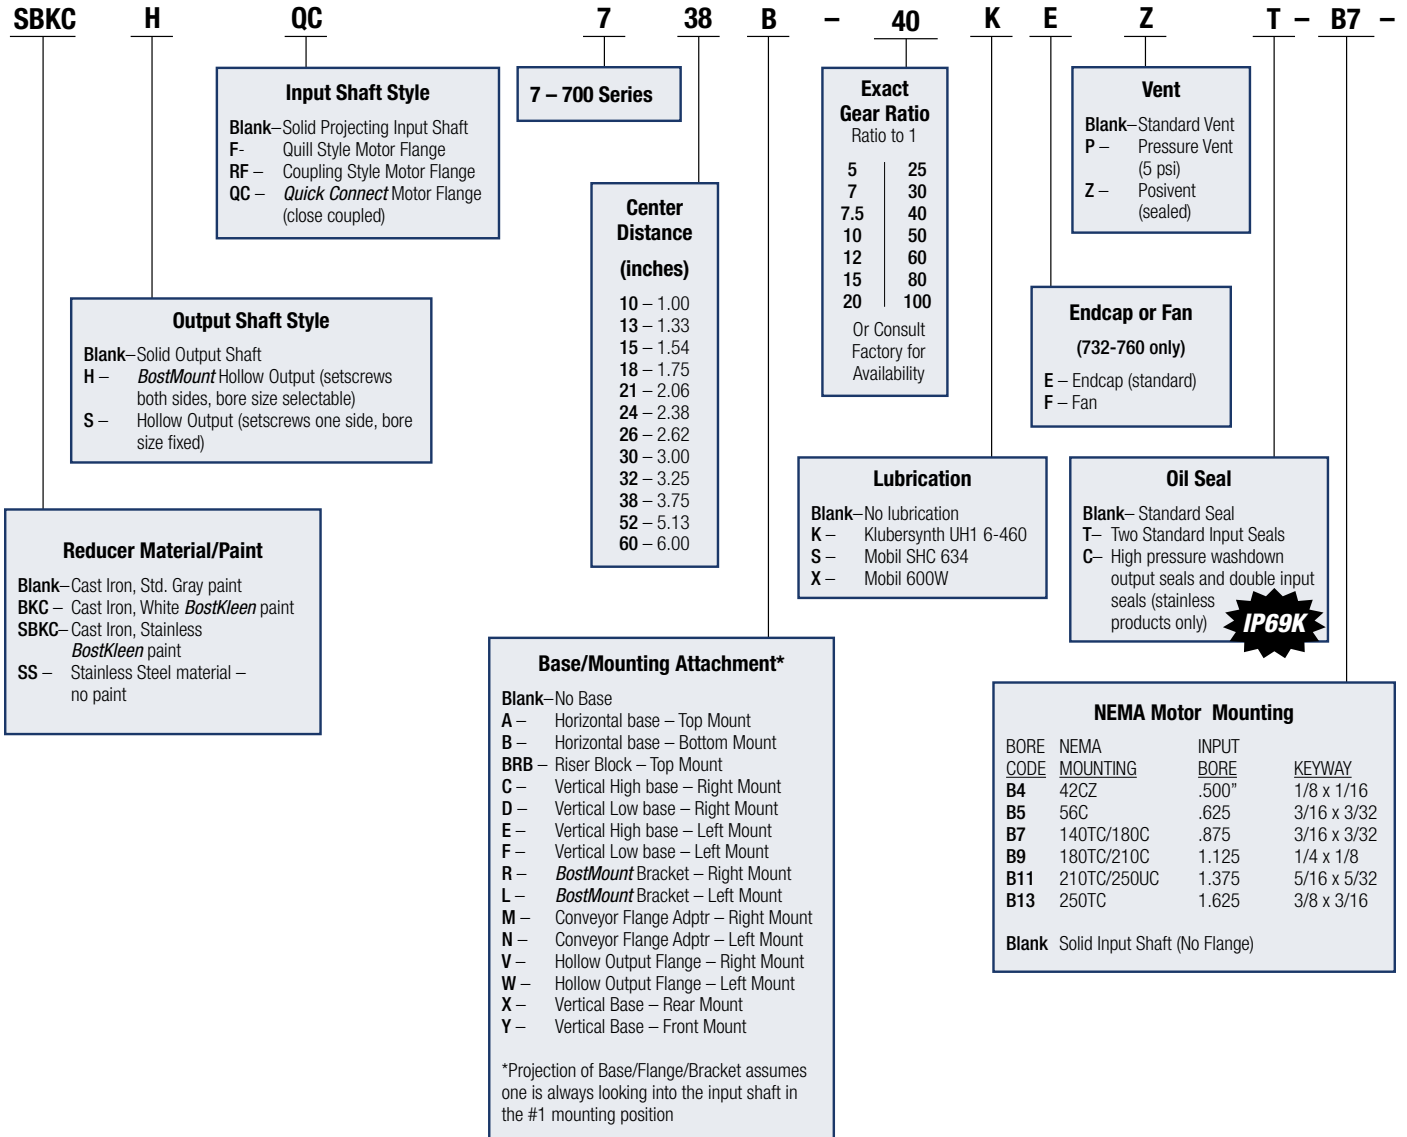 SBKC H QC 7 38 B – 40 K E Z T – B7 –
Input Shaft Style
Blank–Solid Projecting Input Shaft
F- Quill Style Motor Flange
RF – Coupling Style Motor Flange
QC – Quick Connect Motor Flange
(close coupled)
7 – 700 Series
Exact
Gear Ratio
Ratio to 1
5 25
7 30
7.5 40
10 50
12 60
15 80
20 100
Or Consult
Factory for
Availability
Vent
Blank–Standard Vent
P – Pressure Vent
(5 psi)
Z – Posivent
(sealed)
Center
Distance
(inches)
10 – 1.00
13 – 1.33
15 – 1.54
18 – 1.75
21 – 2.06
24 – 2.38
26 – 2.62
30 – 3.00
32 – 3.25
38 – 3.75
52 – 5.13
60 – 6.00
Output Shaft Style
Blank–Solid Output Shaft
H – BostMount Hollow Output (setscrews
both sides, bore size selectable)
S – Hollow Output (setscrews one side, bore
size fixed)
Endcap or Fan
(732-760 only)
E – Endcap (standard)
F – Fan
Lubrication
Blank–No lubrication
K – Klubersynth UH1 6-460
S – Mobil SHC 634
X – Mobil 600W
Oil Seal
Blank– Standard Seal
T– Two Standard Input Seals
C– High pressure washdown
output seals and double input
seals (stainless
products only)
IP69K
Reducer Material/Paint
Blank–Cast Iron, Std. Gray paint
BKC – Cast Iron, White BostKleen paint
SBKC–Cast Iron, Stainless
BostKleen paint
SS – Stainless Steel material –
no paint
Base/Mounting Attachment*
Blank–No Base
A – Horizontal base – Top Mount
B – Horizontal base – Bottom Mount
BRB – Riser Block – Top Mount
C – Vertical High base – Right Mount
D – Vertical Low base – Right Mount
E – Vertical High base – Left Mount
F – Vertical Low base – Left Mount
R – BostMount Bracket – Right Mount
L – BostMount Bracket – Left Mount
M – Conveyor Flange Adptr – Right Mount
N – Conveyor Flange Adptr – Left Mount
V – Hollow Output Flange – Right Mount
W – Hollow Output Flange – Left Mount
X – Vertical Base – Rear Mount
Y – Vertical Base – Front Mount
*Projection of Base/Flange/Bracket assumes
one is always looking into the input shaft in
the #1 mounting position
NEMA Motor Mounting
BORE NEMA INPUT
CODE MOUNTING BORE KEYWAY
B4 42CZ .500” 1/8 x 1/16
B5 56C .625 3/16 x 3/32
B7 140TC/180C .875 3/16 x 3/32
B9 180TC/210C 1.125 1/4 x 1/8
B11 210TC/250UC 1.375 5/16 x 5/32
B13 250TC 1.625 3/8 x 3/16
Blank Solid Input Shaft (No Flange)